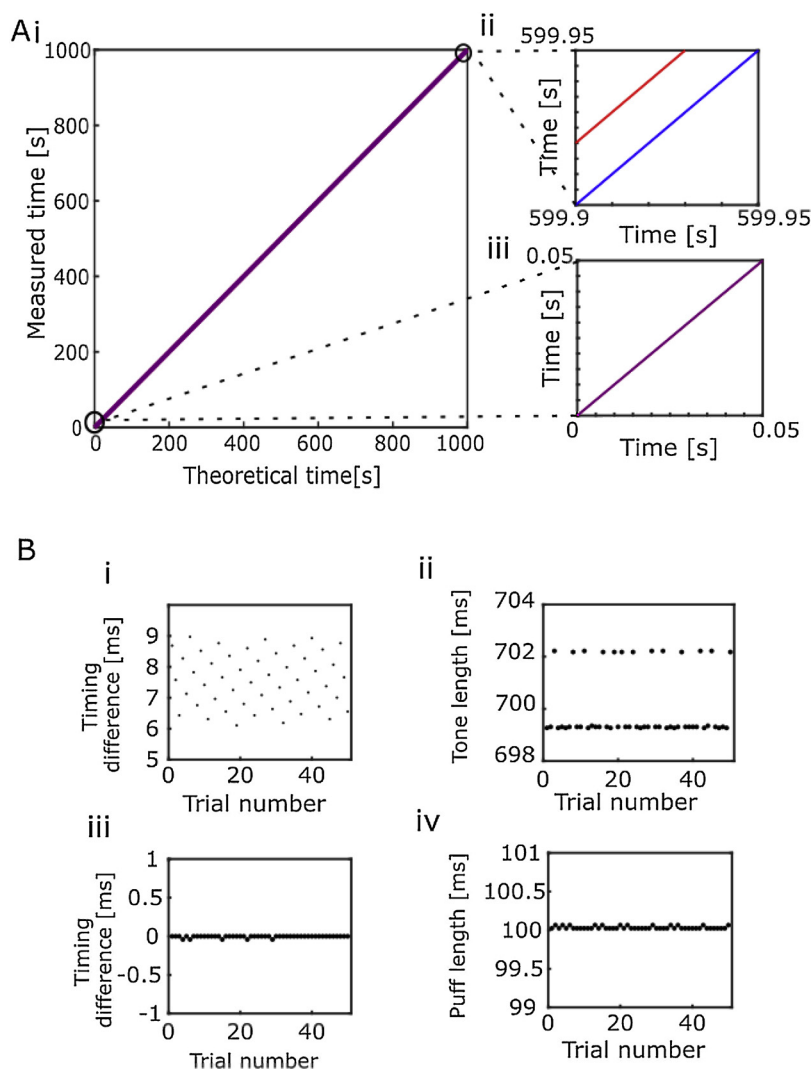 Ai
1000
800
600
400
200
0
Measured time [s]
0 200 400 600 800 1000
Theoretical time[s]
ii
599.95
Time [s]
599.9 599.95
Time [s]
iii
0.05
Time [s]
0 0.05
Time [s]
B
i
Timing
difference [ms]
9
8
7
6
5
0 20 40
Trial number
ii
Tone length [ms]
704
702
700
698
0 20 40
Trial number
iii
Timing
difference [ms]
1
0.5
0
-0.5
-1
0 20 40
Trial number
iv
Puff length [ms]
101
100.5
100
99.5
99
0 20 40
Trial number